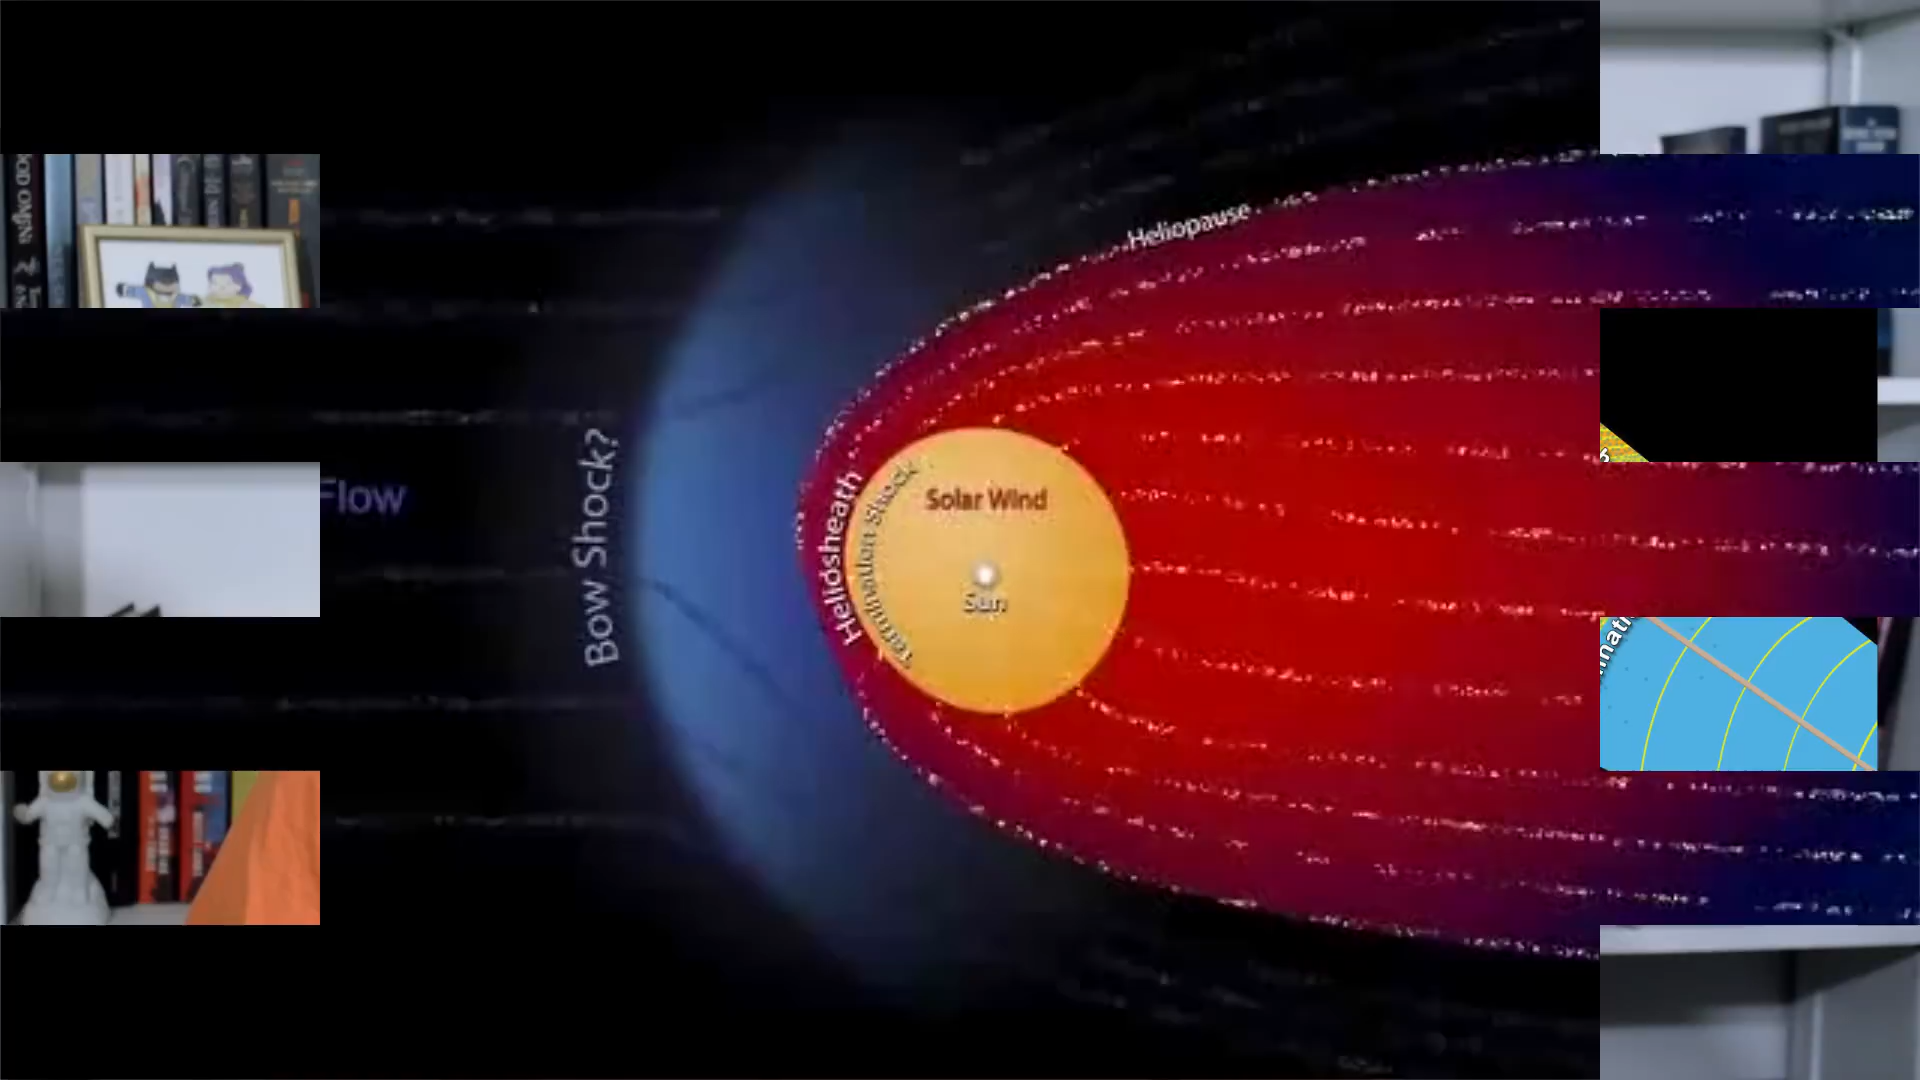 Heliopause
Flow
Bow Shock?
Heliosheath
Termination Shock
Solar Wind
Sun